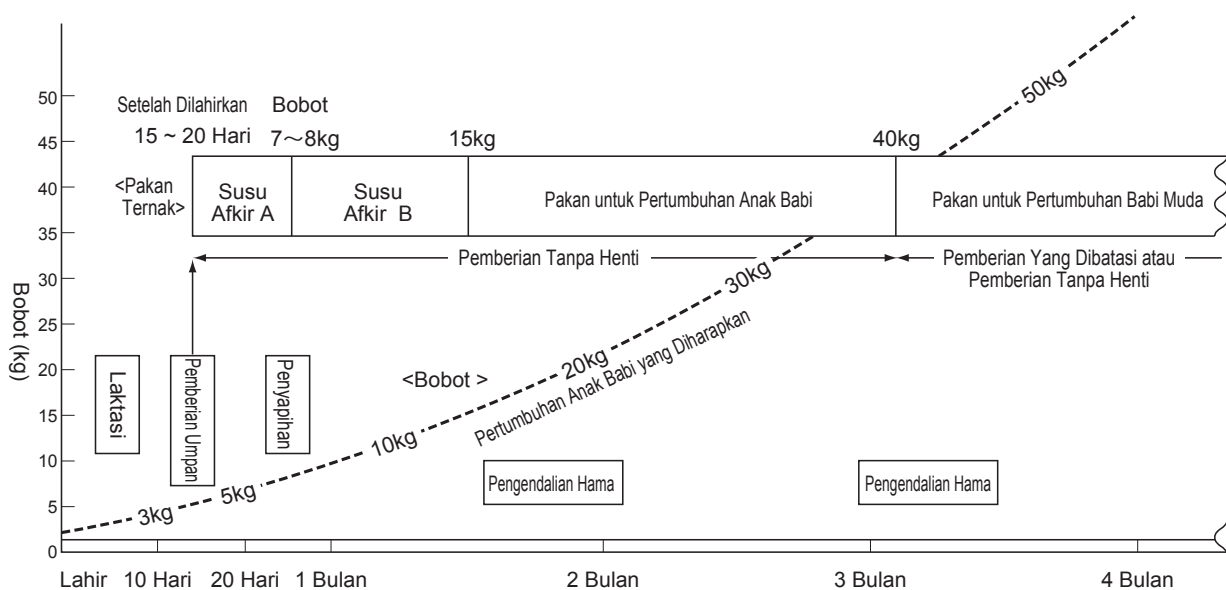 50
45
40
35
30
25
20
15
10
5
0
Bobot (kg)
Setelah Dilahirkan
15 ~ 20 Hari
Bobot
7～8kg
15kg
40kg
<Pakan
Ternak>
Susu
Afkir A
Susu
Afkir B
Pakan untuk Pertumbuhan Anak Babi
Pakan untuk Pertumbuhan Babi Muda
Pemberian Tanpa Henti
Pemberian Yang Dibatasi atau
Pemberian Tanpa Henti
Laktasi
Pemberian Umpan
Penyapihan
<Bobot >
3kg
5kg
10kg
20kg
30kg
50kg
Pertumbuhan Anak Babi yang Diharapkan
Pengendalian Hama
Pengendalian Hama
Lahir
10 Hari
20 Hari
1 Bulan
2 Bulan
3 Bulan
4 Bulan